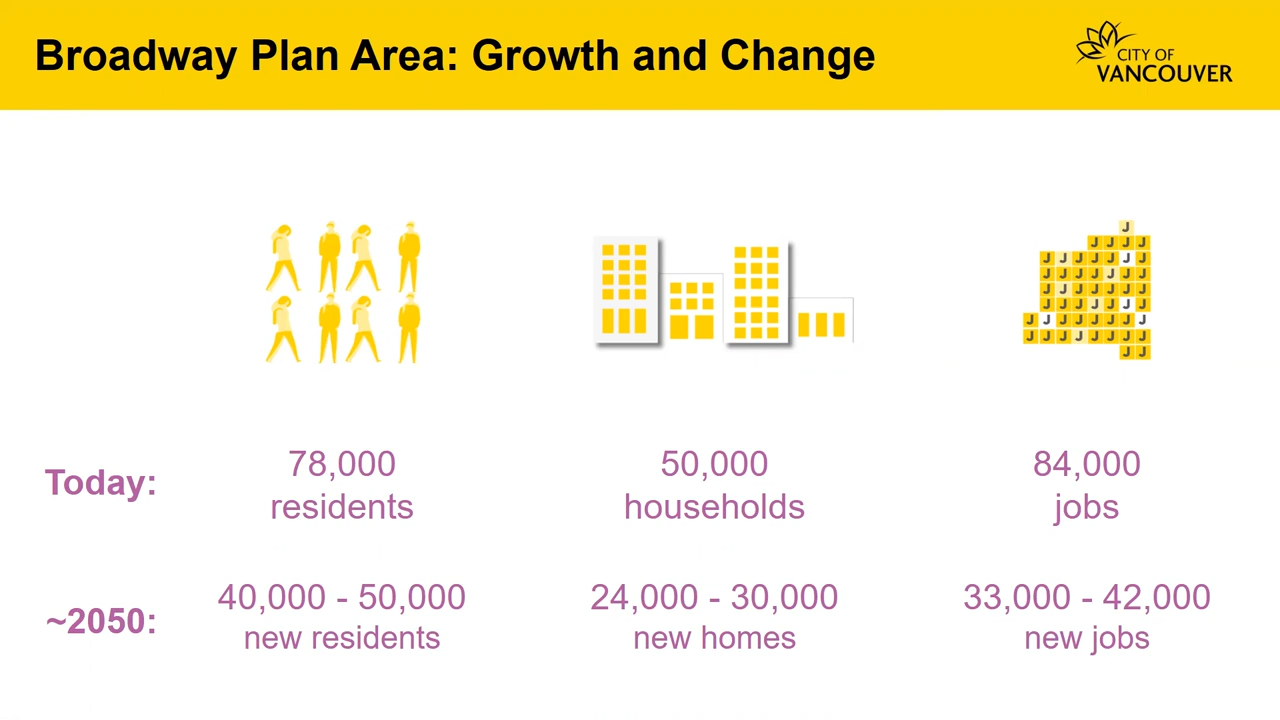 Broadway Plan Area: Growth and Change
CITY OF
VANCOUVER
J
J J J J
J J J J J J J
J J J J J J J
J J J J J J J
J J J J J J J
J J J J J J J J
J J J J J J J J
J J
Today:
78,000
residents
50,000
households
84,000
jobs
~2050:
40,000 - 50,000
new residents
24,000 - 30,000
new homes
33,000 - 42,000
new jobs